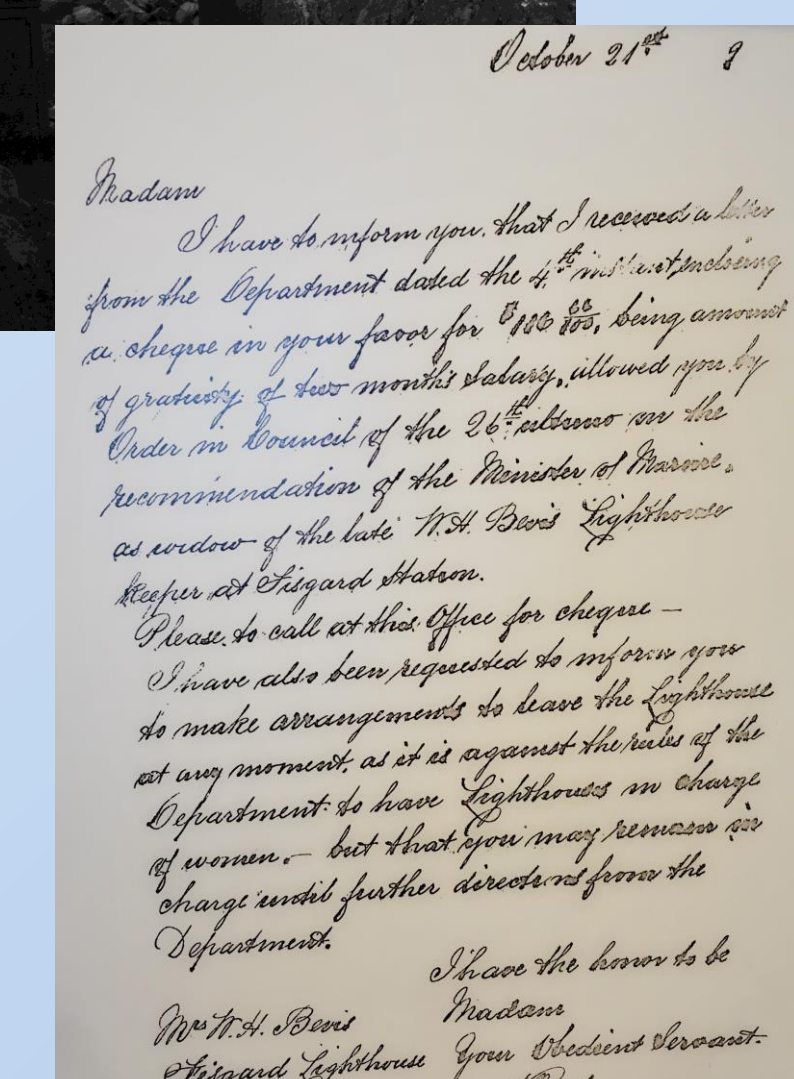 October 21st 9
Madam
I have to inform you, that I received a letter
from the Department dated the 4th instant, enclosing
a cheque in your favor for $186 66/100, being amount
of gratuity of two months salary, allowed you by
Order in Council of the 26th ultimo on the
recommendation of the Minister of Marine,
as widow of the late W.H. Bevis Lighthouse
Keeper at Fisgard Station.
Please to call at this Office for cheque —
I have also been requested to inform you
to make arrangements to leave the Lighthouse
at any moment, as it is against the rules of the
Department to have Lighthouses in charge
of women. — but that you may remain in
charge until further directions from the
Department.
I have the honor to be
Mrs W.H. Bevis Madam
Fisgard Lighthouse Your Obedient Servant.